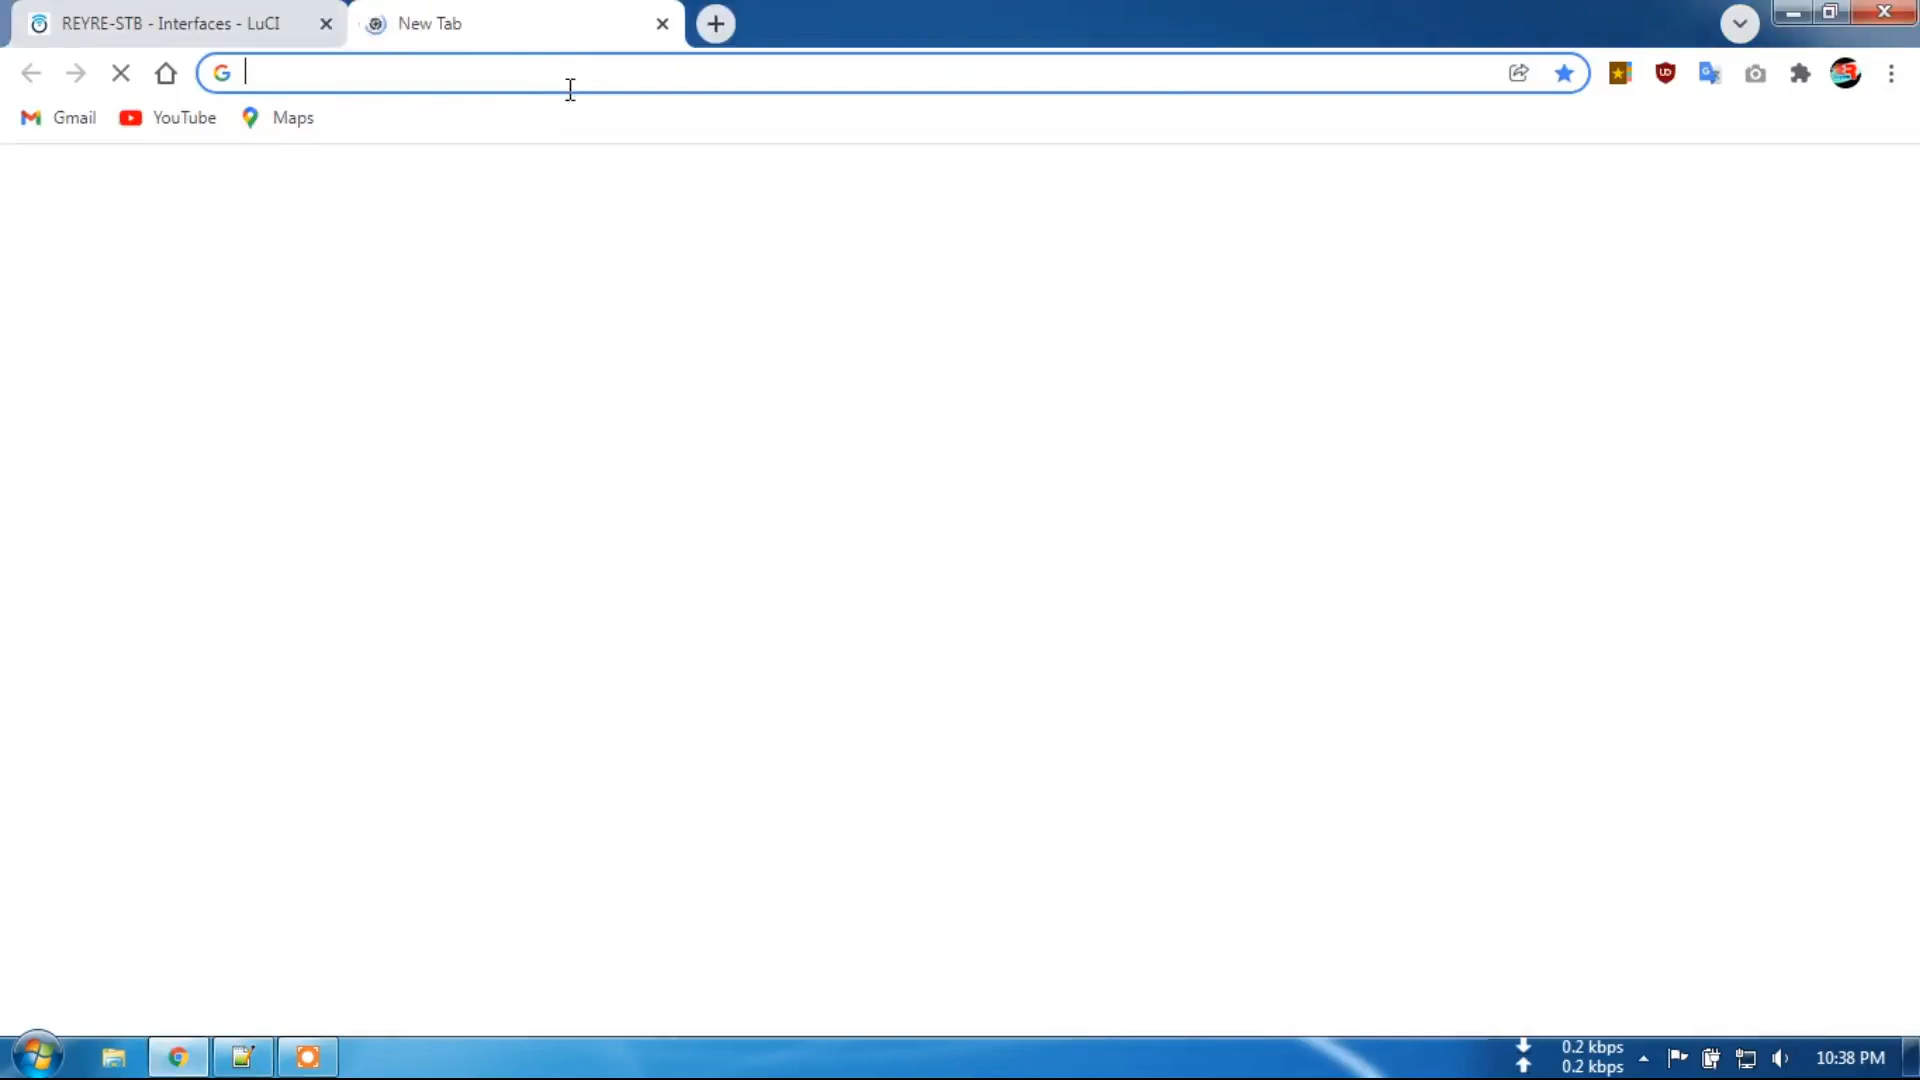 REYRE-STB - Interfaces - LuCI
New Tab
Gmail
YouTube
Maps
0.2 kbps
0.2 kbps
10:38 PM